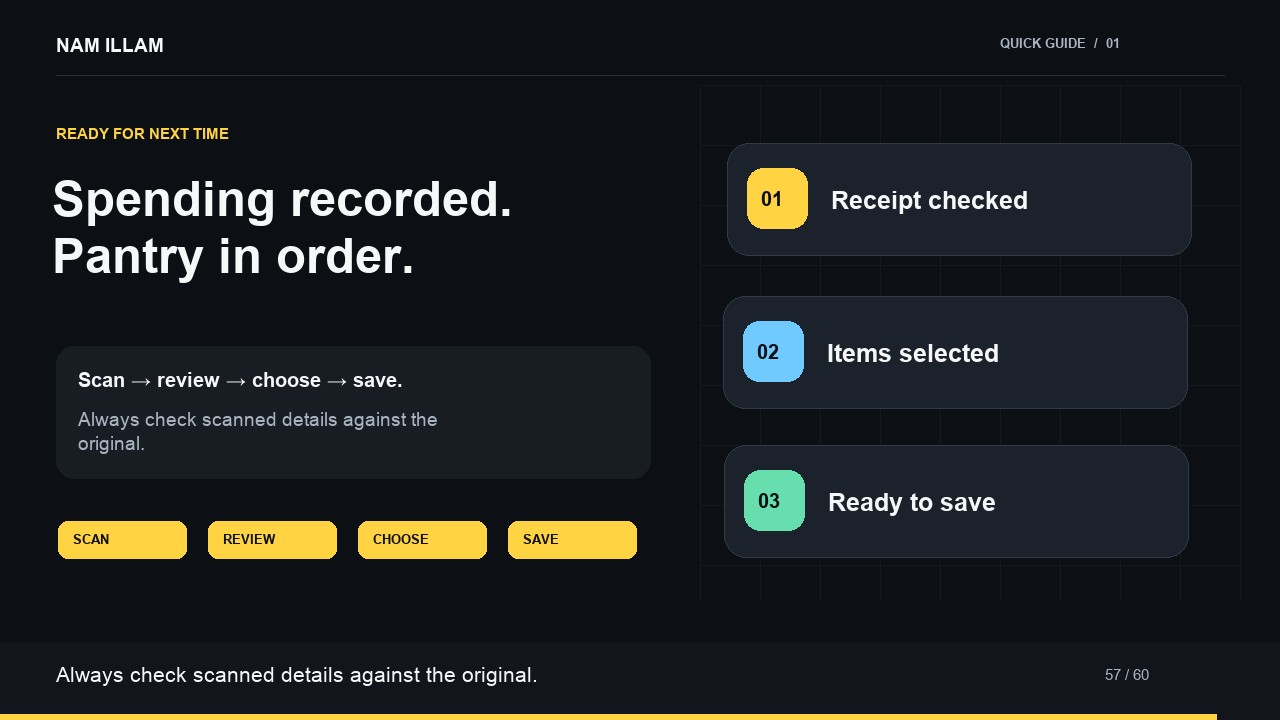 NAM ILLAM
QUICK GUIDE / 01
READY FOR NEXT TIME
Spending recorded.
Pantry in order.
Scan → review → choose → save.
Always check scanned details against the
original.
SCAN
REVIEW
CHOOSE
SAVE
01
Receipt checked
02
Items selected
03
Ready to save
Always check scanned details against the original.
57 / 60